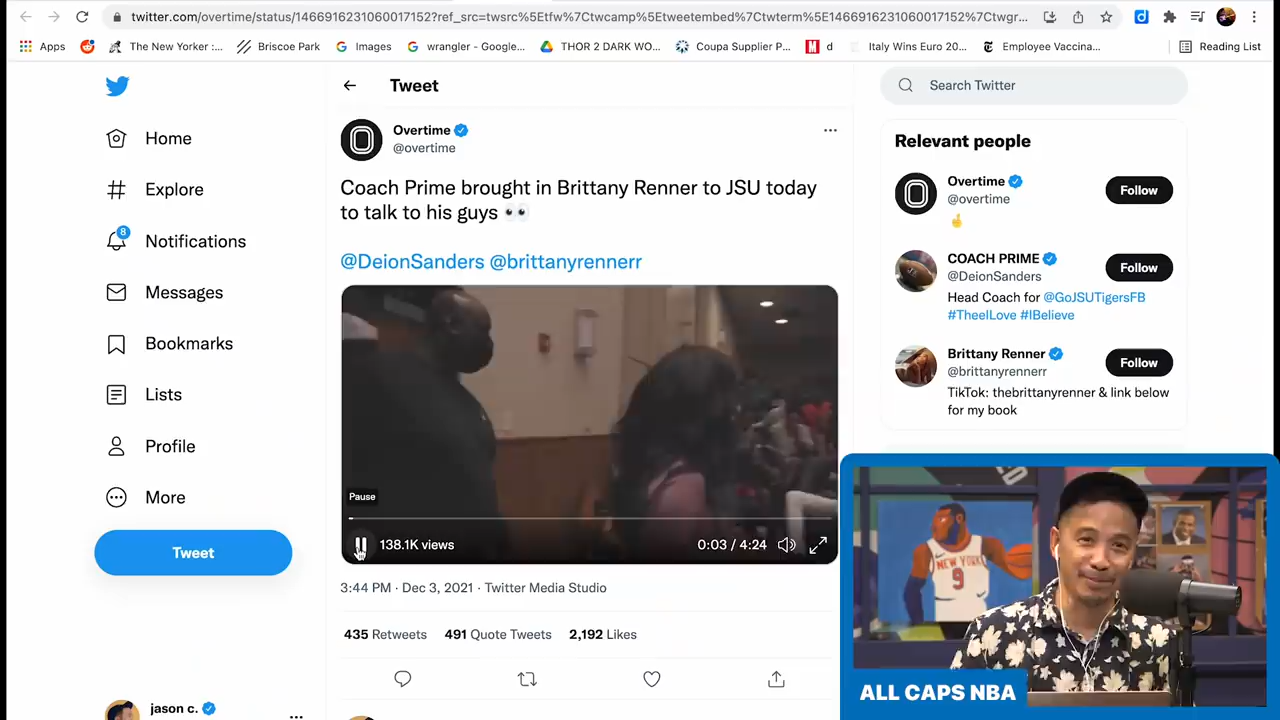 twitter.com/overtime/status/1466916231060017152?ref_src=twsrc%5Etfw%7Ctwcamp%5Etweetembed%7Ctwterm%5E1466916231060017152%7Ctwgr...
Apps
The New Yorker :...
Briscoe Park
Images
wrangler - Google...
THOR 2 DARK WO...
Coupa Supplier P...
M d
Italy Wins Euro 20...
Employee Vaccina...
Reading List
Tweet
Search Twitter
Home
Explore
8
Notifications
Messages
Bookmarks
Lists
Profile
More
Tweet
jason c.
Overtime
@overtime
Coach Prime brought in Brittany Renner to JSU today
to talk to his guys 👀
@DeionSanders @brittanyrennerr
Pause
138.1K views
0:03 / 4:24
3:44 PM · Dec 3, 2021 · Twitter Media Studio
435 Retweets 491 Quote Tweets 2,192 Likes
Relevant people
Overtime
@overtime
Follow
COACH PRIME
@DeionSanders
Follow
Head Coach for @GoJSUTigersFB
#TheeILove #IBelieve
Brittany Renner
@brittanyrennerr
Follow
TikTok: thebrittanyrenner & link below
for my book
NEW YORK
9
ALL CAPS NBA